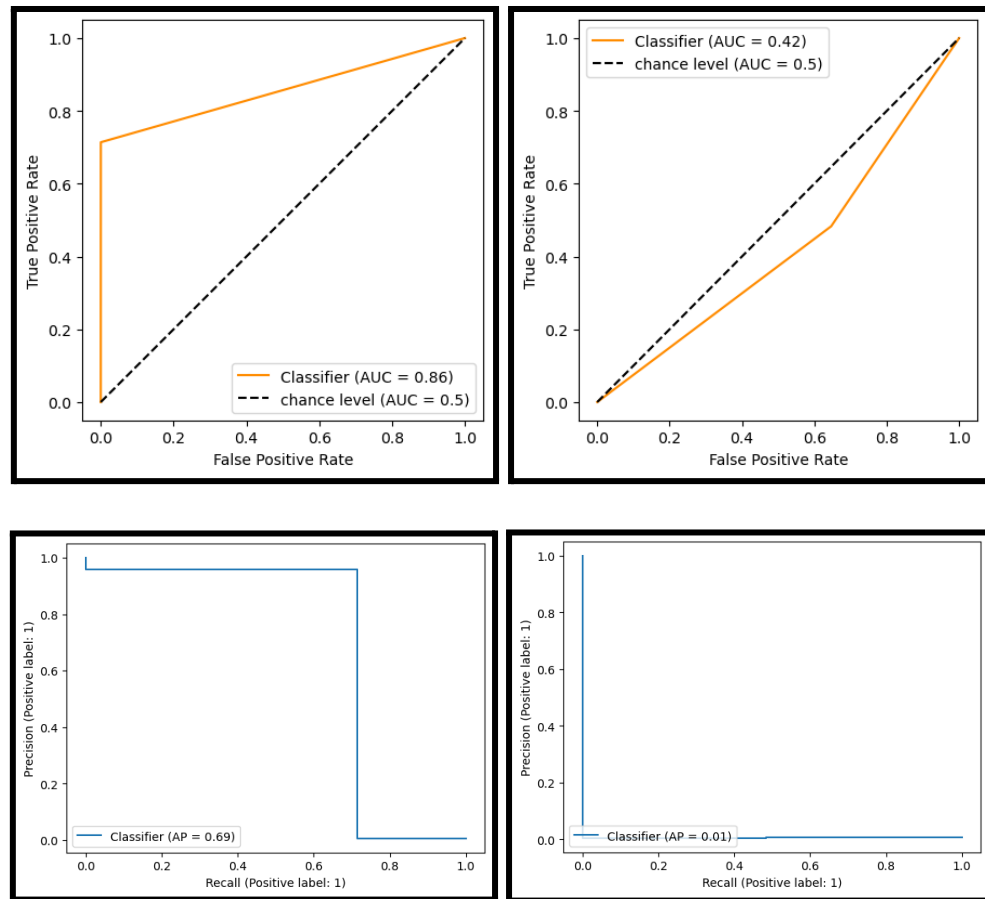 1.0
0.8
0.6
0.4
0.2
0.0
True Positive Rate
Classifier (AUC = 0.86)
chance level (AUC = 0.5)
0.0 0.2 0.4 0.6 0.8 1.0
False Positive Rate
1.0
0.8
0.6
0.4
0.2
0.0
True Positive Rate
Classifier (AUC = 0.42)
chance level (AUC = 0.5)
0.0 0.2 0.4 0.6 0.8 1.0
False Positive Rate
1.0
0.8
0.6
0.4
0.2
0.0
Precision (Positive label: 1)
Classifier (AP = 0.69)
0.0 0.2 0.4 0.6 0.8 1.0
Recall (Positive label: 1)
1.0
0.8
0.6
0.4
0.2
0.0
Precision (Positive label: 1)
Classifier (AP = 0.01)
0.0 0.2 0.4 0.6 0.8 1.0
Recall (Positive label: 1)